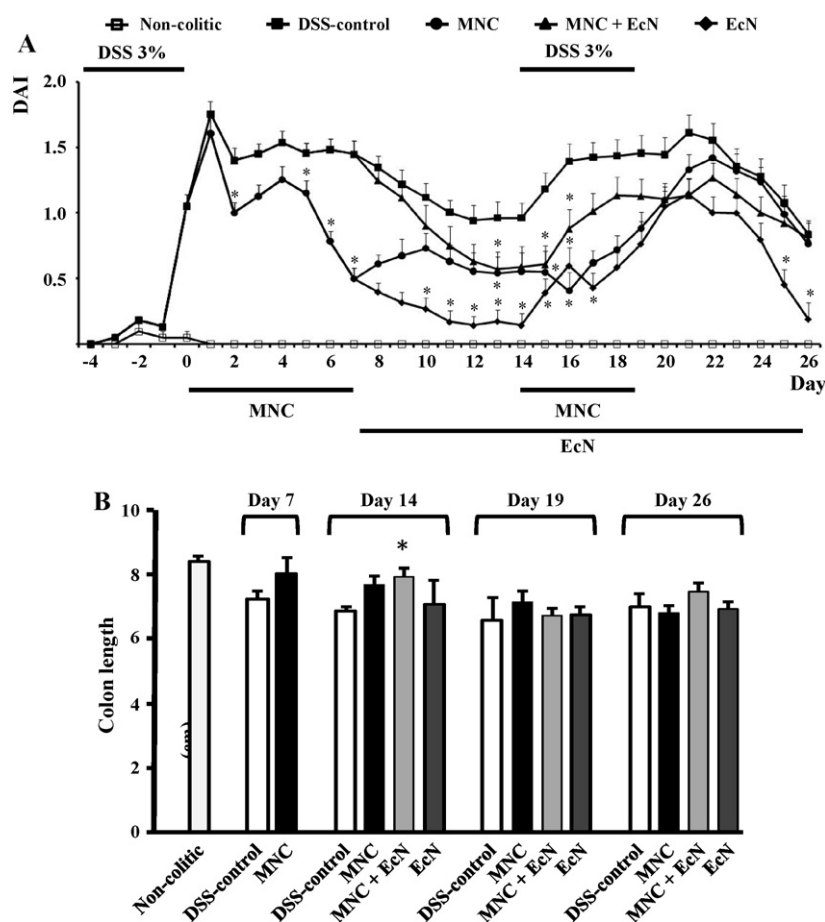 Non-colitic DSS-control MNC MNC + EcN EcN
A
DSS 3% DSS 3%
DAI
2.0
1.5
1.0
0.5
* * * * * * * * * * * * * * * * * * *
-4 -2 0 2 4 6 8 10 12 14 16 18 20 22 24 26
Day
MNC MNC
EcN
B
Day 7 Day 14 Day 19 Day 26
*
Colon length
10
8
6
4
2
0
Non-colitic DSS-control MNC DSS-control MNC MNC + EcN EcN DSS-control MNC MNC + EcN EcN DSS-control MNC MNC + EcN EcN